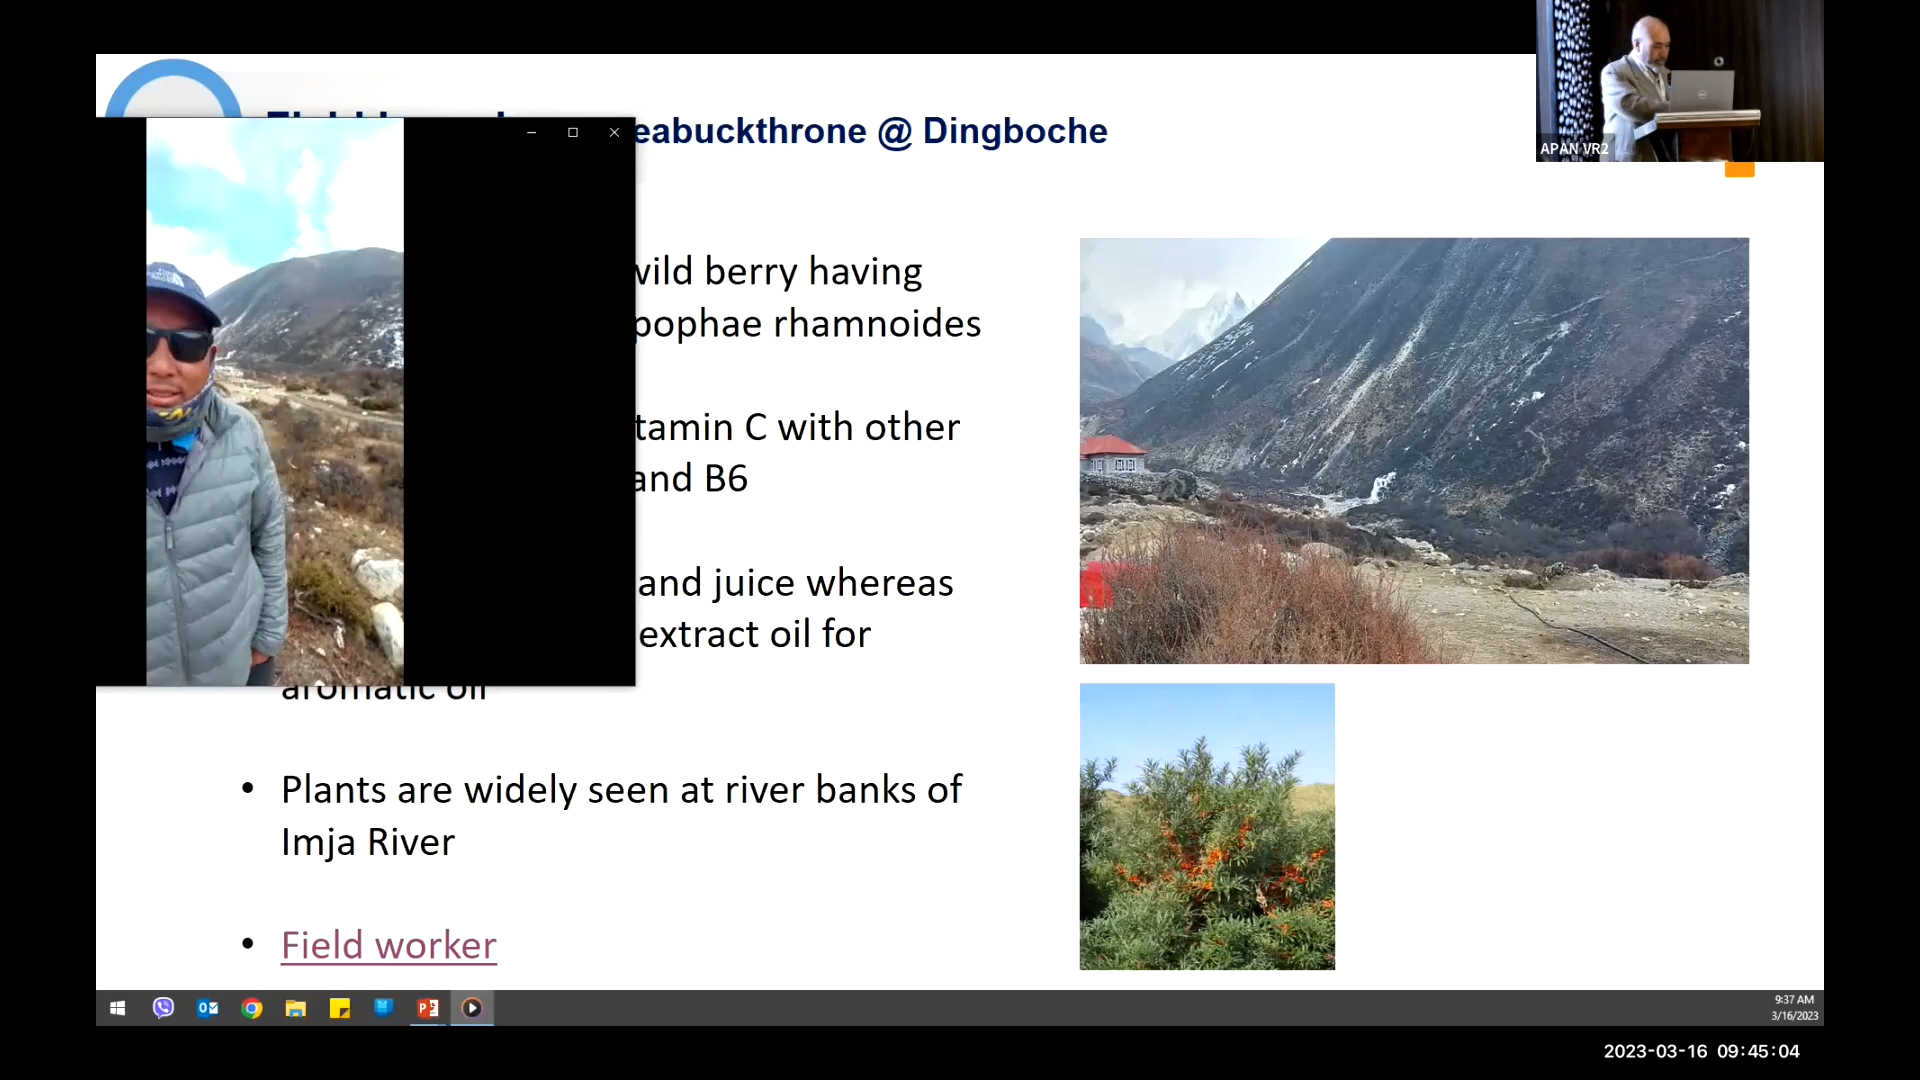 eabuckthrone @ Dingboche
APAN VR2
wild berry having
pophae rhamnoides
tamin C with other
and B6
and juice whereas
extract oil for
aromatic oil
• Plants are widely seen at river banks of
Imja River
• Field worker
9:37 AM
3/16/2023
2023-03-16 09:45:04